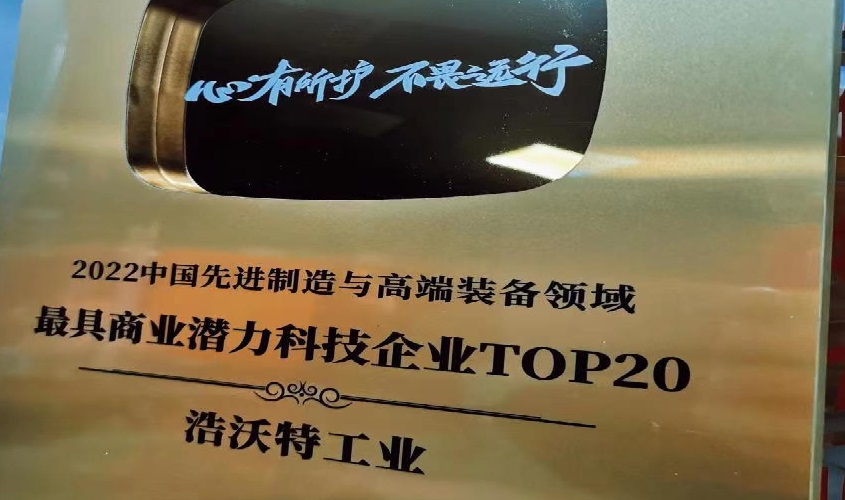 心有所护 不畏远行
2022中国先进制造与高端装备领域
最具商业潜力科技企业TOP20
浩沃特工业